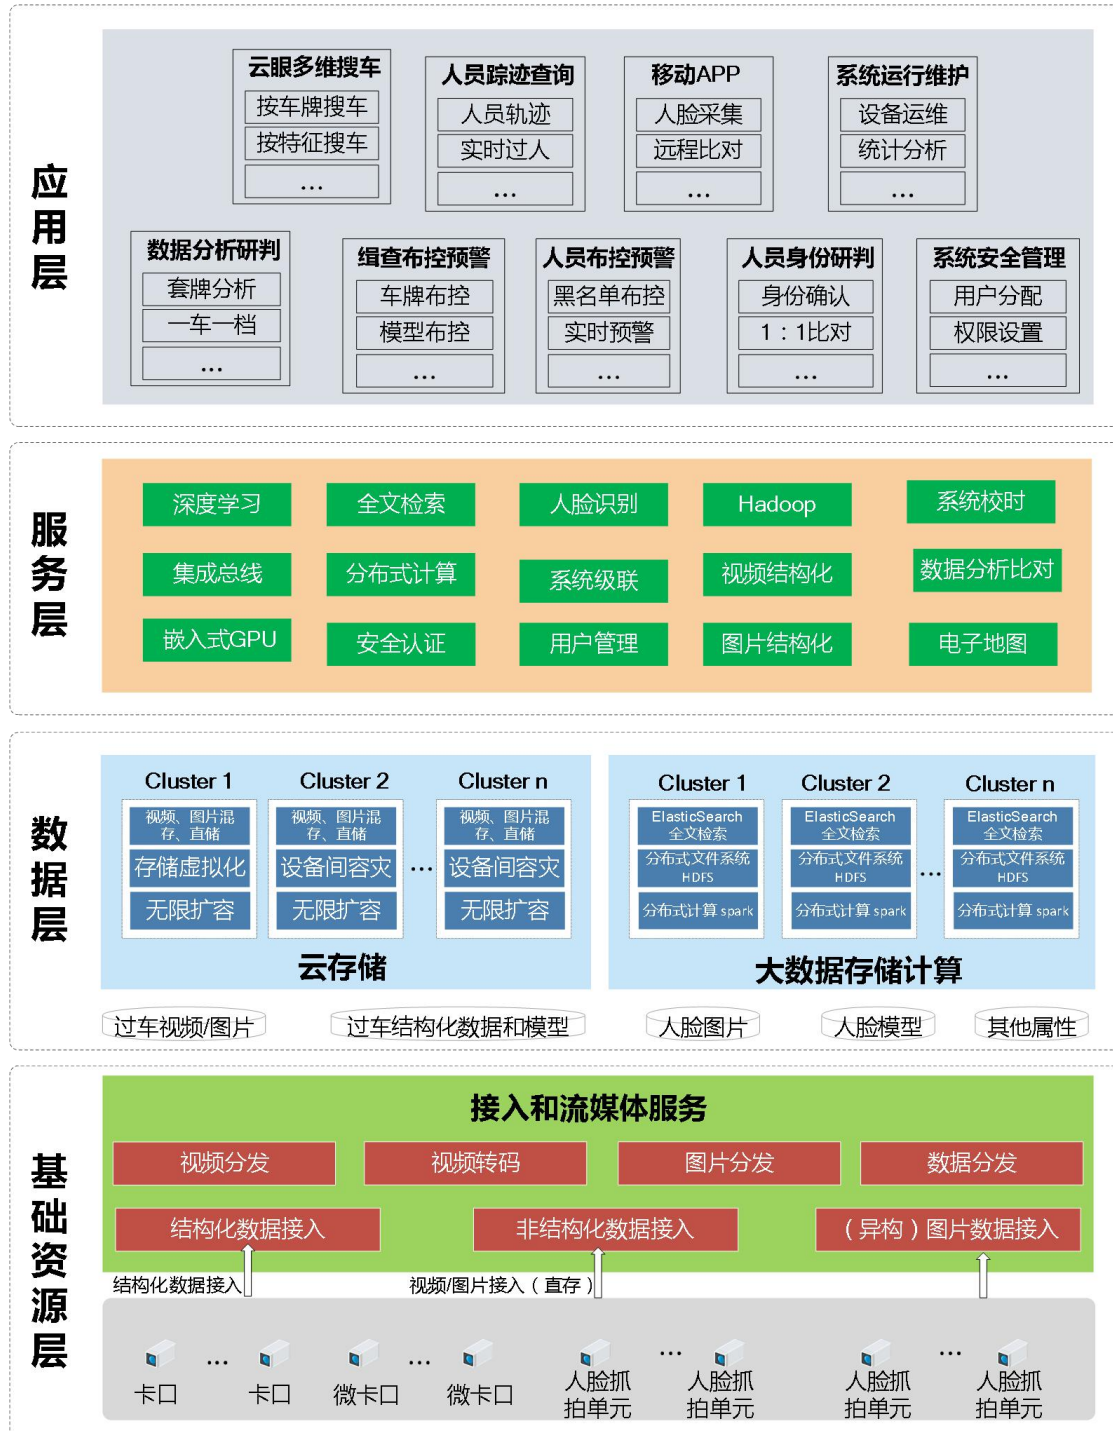 应用层
云眼多维搜车
按车牌搜车
按特征搜车
...
人员踪迹查询
人员轨迹
实时过人
...
移动APP
人脸采集
远程比对
...
系统运行维护
设备运维
统计分析
...
数据分析研判
套牌分析
一车一档
...
缉查布控预警
车牌布控
模型布控
...
人员布控预警
黑名单布控
实时预警
...
人员身份研判
身份确认
1：1比对
...
系统安全管理
用户分配
权限设置
...
服务层
深度学习
全文检索
人脸识别
Hadoop
系统校时
集成总线
分布式计算
系统级联
视频结构化
数据分析比对
嵌入式GPU
安全认证
用户管理
图片结构化
电子地图
数据层
Cluster 1
视频、图片混
存、直储
存储虚拟化
无限扩容
Cluster 2
视频、图片混
存、直储
设备间容灾
无限扩容
...
Cluster n
视频、图片混
存、直储
设备间容灾
无限扩容
云存储
Cluster 1
ElasticSearch
全文检索
分布式文件系统
HDFS
分布式计算 spark
Cluster 2
ElasticSearch
全文检索
分布式文件系统
HDFS
分布式计算 spark
...
Cluster n
ElasticSearch
全文检索
分布式文件系统
HDFS
分布式计算 spark
大数据存储计算
过车视频/图片
过车结构化数据和模型
人脸图片
人脸模型
其他属性
基础资源层
接入和流媒体服务
视频分发
视频转码
图片分发
数据分发
结构化数据接入
非结构化数据接入
（异构）图片数据接入
结构化数据接入
视频/图片接入（直存）
卡口
...
卡口
微卡口
...
微卡口
人脸抓
拍单元
...
人脸抓
拍单元
人脸抓
拍单元
...
人脸抓
拍单元